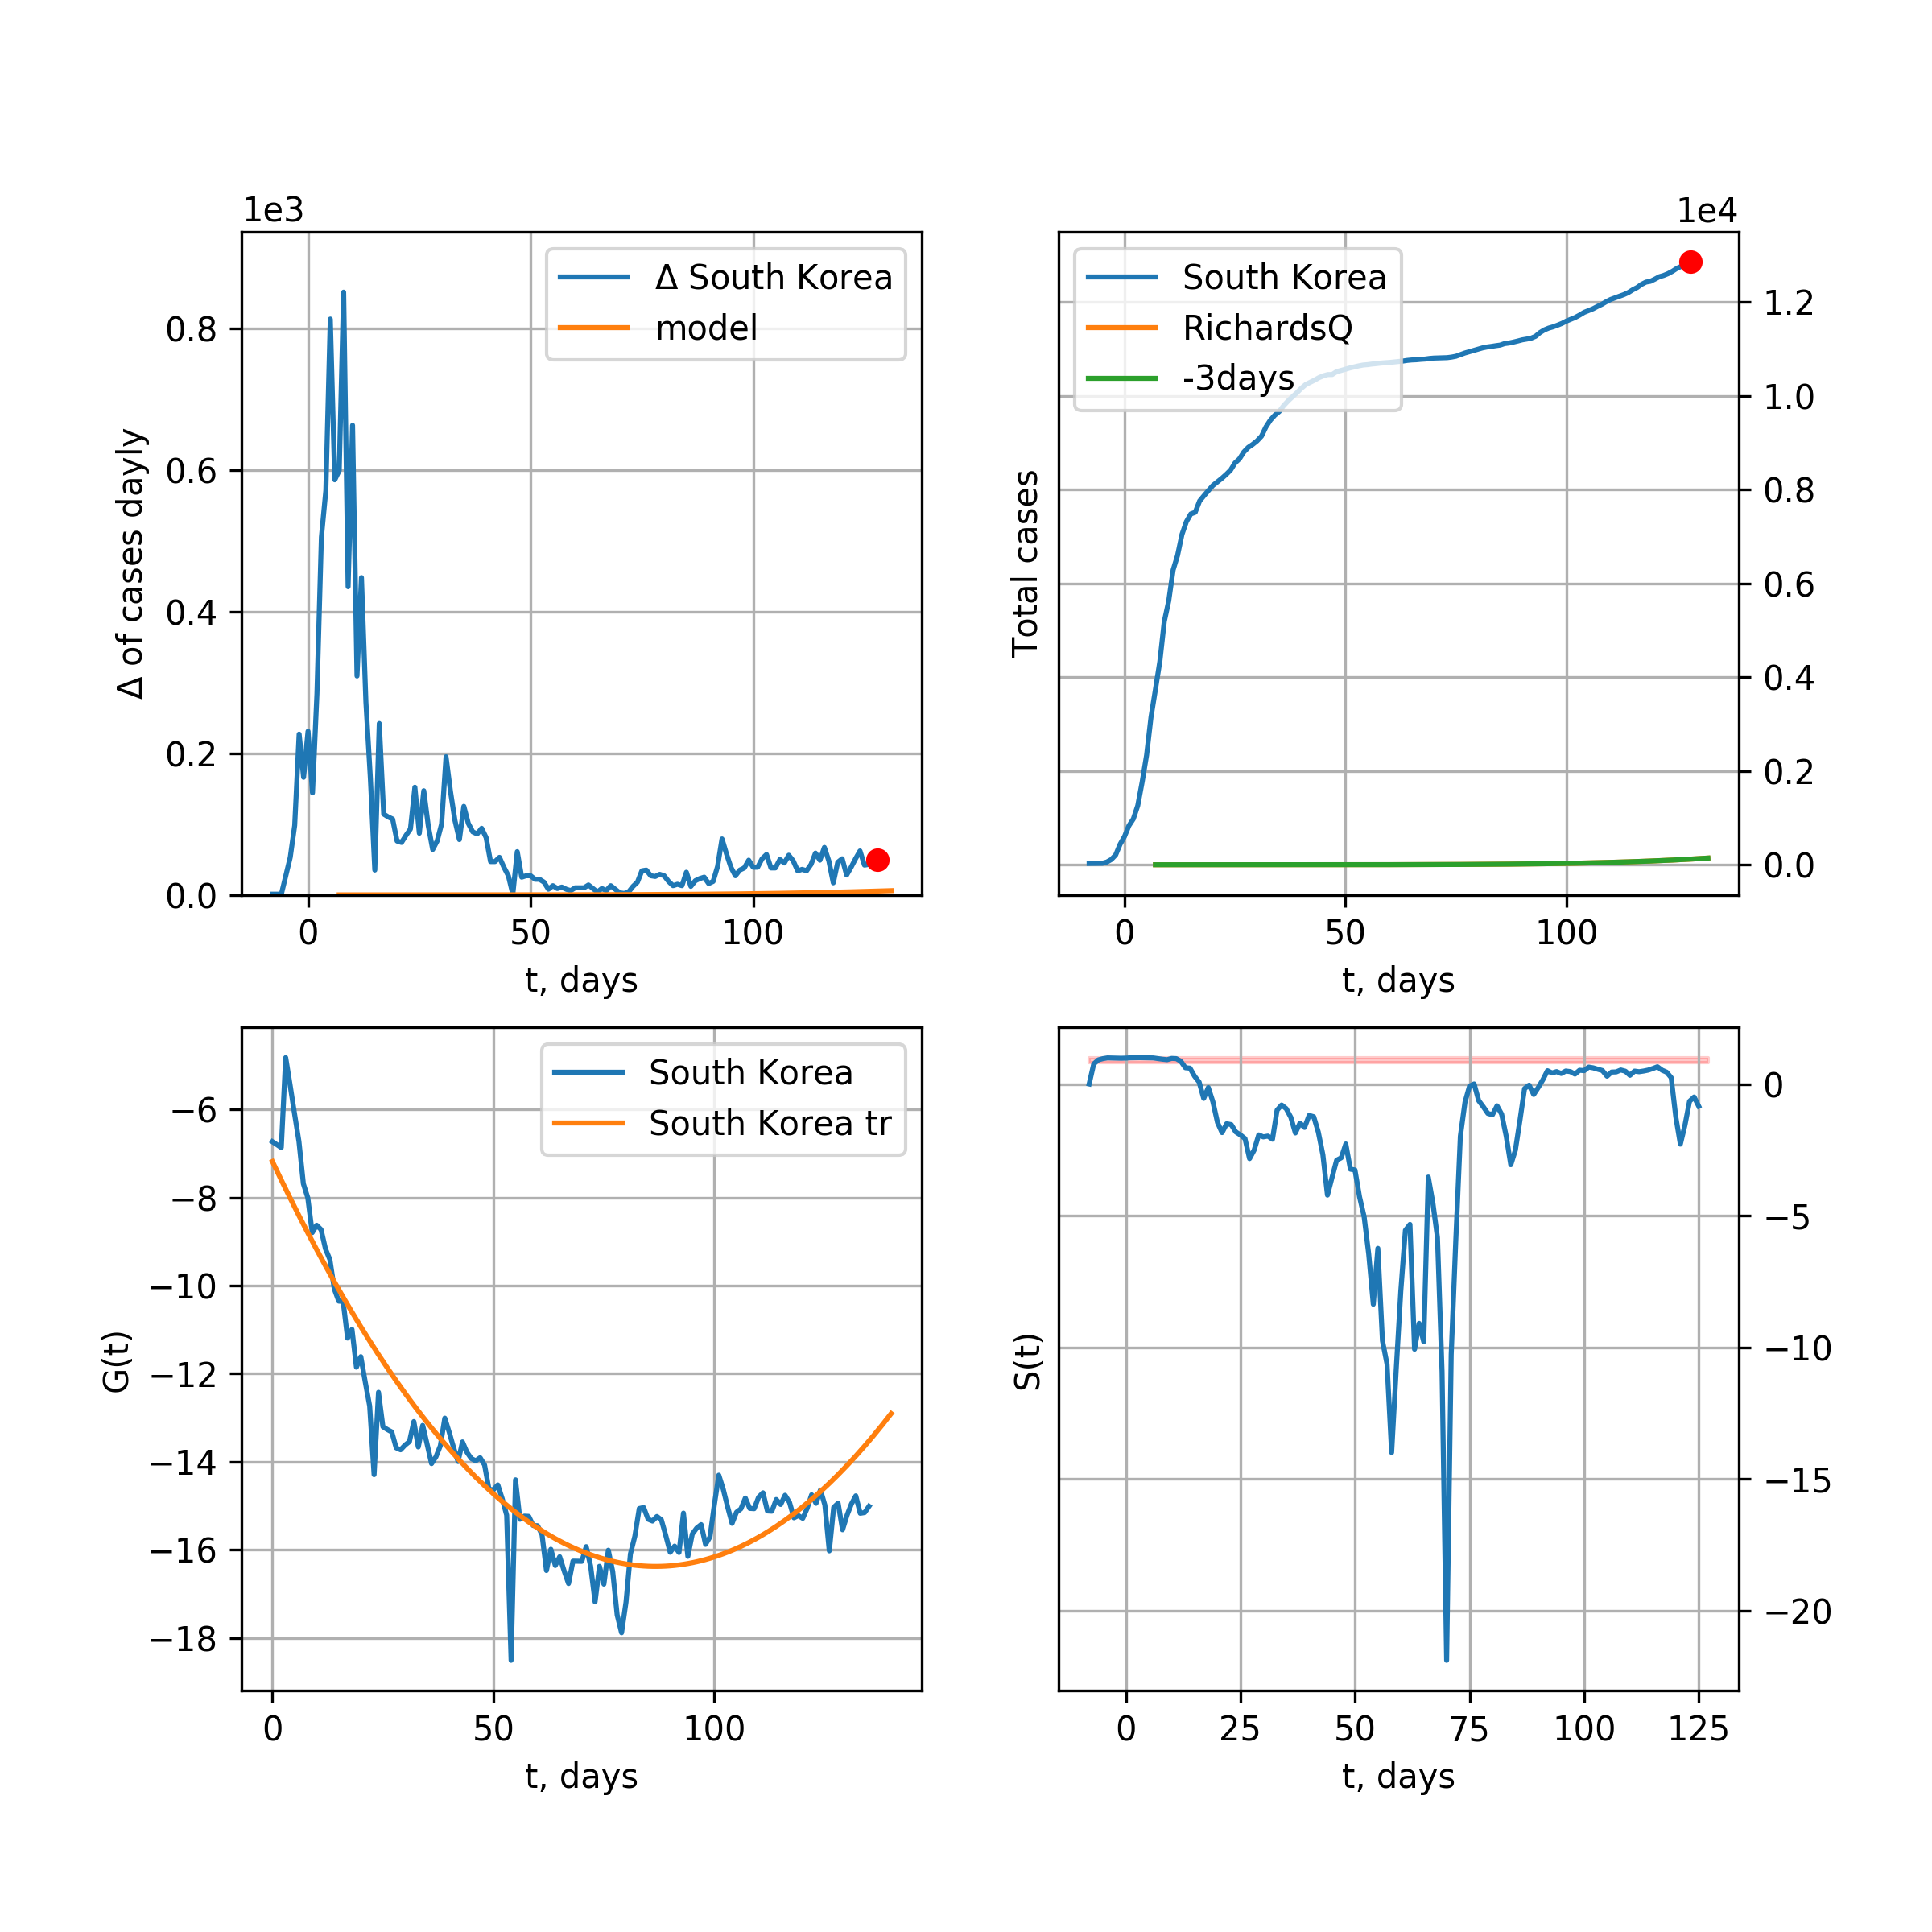 1e3
Δ South Korea
model
0.8
0.6
0.4
0.2
0.0
Δ of cases dayly
0 50 100
t, days
1e4
South Korea
RichardsQ
-3days
Total cases
1.2
1.0
0.8
0.6
0.4
0.2
0.0
0 50 100
t, days
South Korea
South Korea tr
−6
−8
−10
−12
−14
−16
−18
G(t)
0 50 100
t, days
S(t)
0
−5
−10
−15
−20
0 25 50 75 100 125
t, days